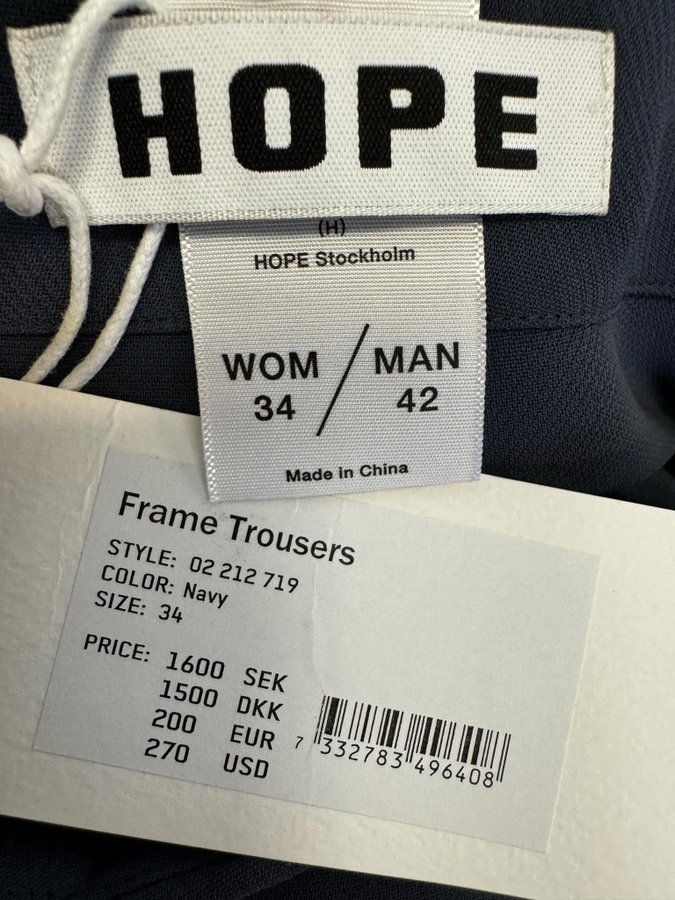 HOPE
(H)
HOPE Stockholm
WOM / MAN
34 42
Made in China
Frame Trousers
STYLE: 02 212 719
COLOR: Navy
SIZE: 34
PRICE: 1600 SEK
1500 DKK
200 EUR
270 USD
7 332783 496408